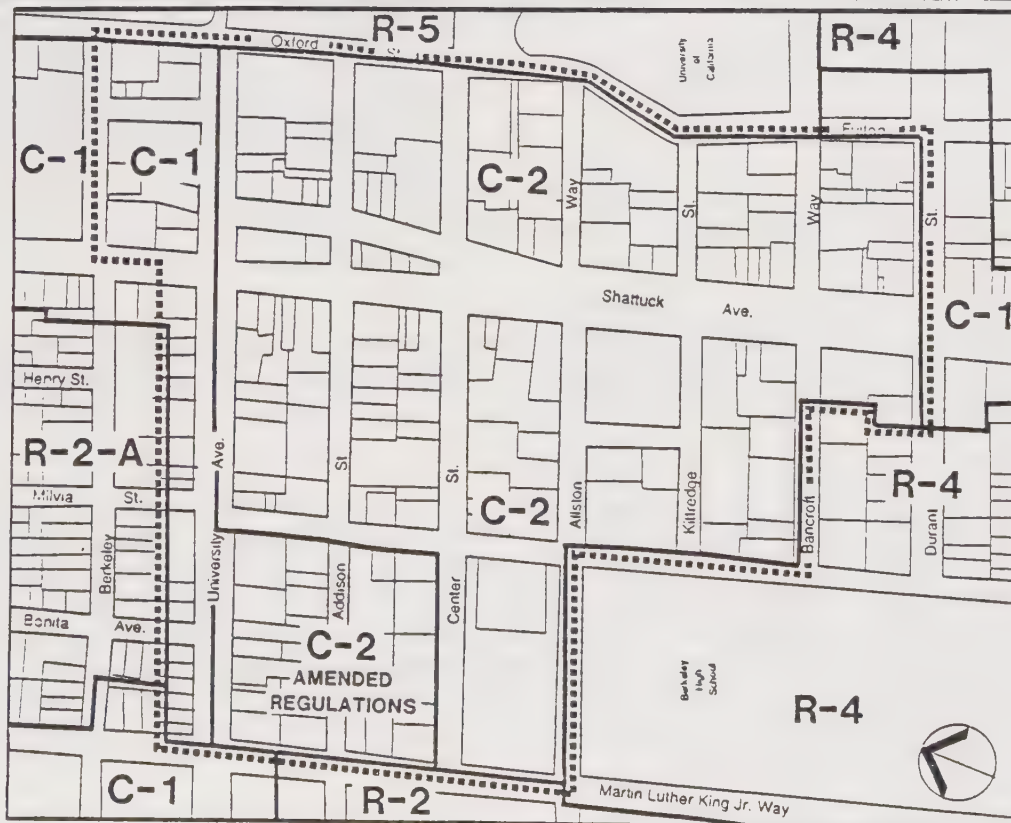 R-5
R-4
Oxford
St.
University
of
California
Fulton
C-1
C-1
C-2
Way
St.
Way
St.
Shattuck
Ave.
C-1
Henry St.
R-2-A
Ave.
St
St.
R-4
Milvia
St.
C-2
Allston
Kittredge
Bancroft
Durant
Berkeley
University
Addison
Center
Bonita
Ave.
C-2
AMENDED
REGULATIONS
Berkeley
High
School
R-4
C-1
R-2
Martin Luther King Jr. Way